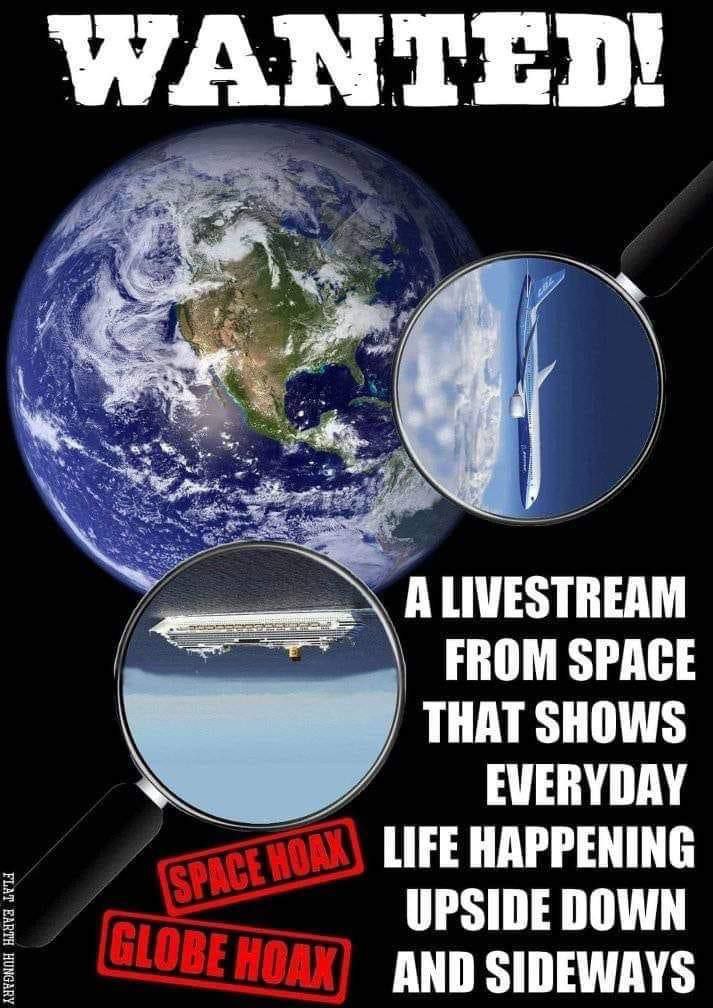 WANTED!
A LIVESTREAM
FROM SPACE
THAT SHOWS
EVERYDAY
LIFE HAPPENING
UPSIDE DOWN
AND SIDEWAYS
SPACE HOAX
GLOBE HOAX
FLAT EARTH HUNGARY